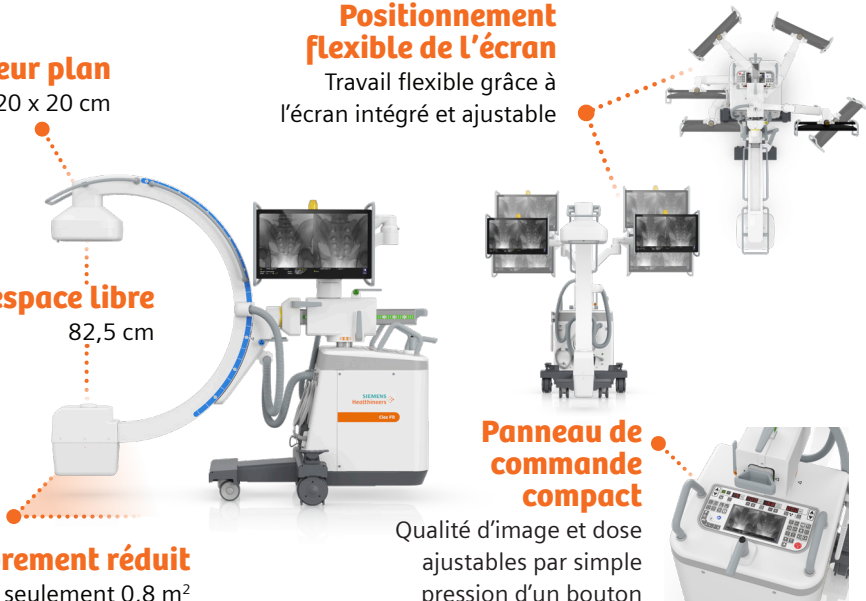 Positionnement
flexible de l'écran
Travail flexible grâce à
l'écran intégré et ajustable
eur plan
20 x 20 cm
espace libre
82,5 cm
SIEMENS
Healthineers
Cios Fit
rement réduit
seulement 0,8 m²
Panneau de
commande
compact
Qualité d'image et dose
ajustables par simple
pression d'un bouton